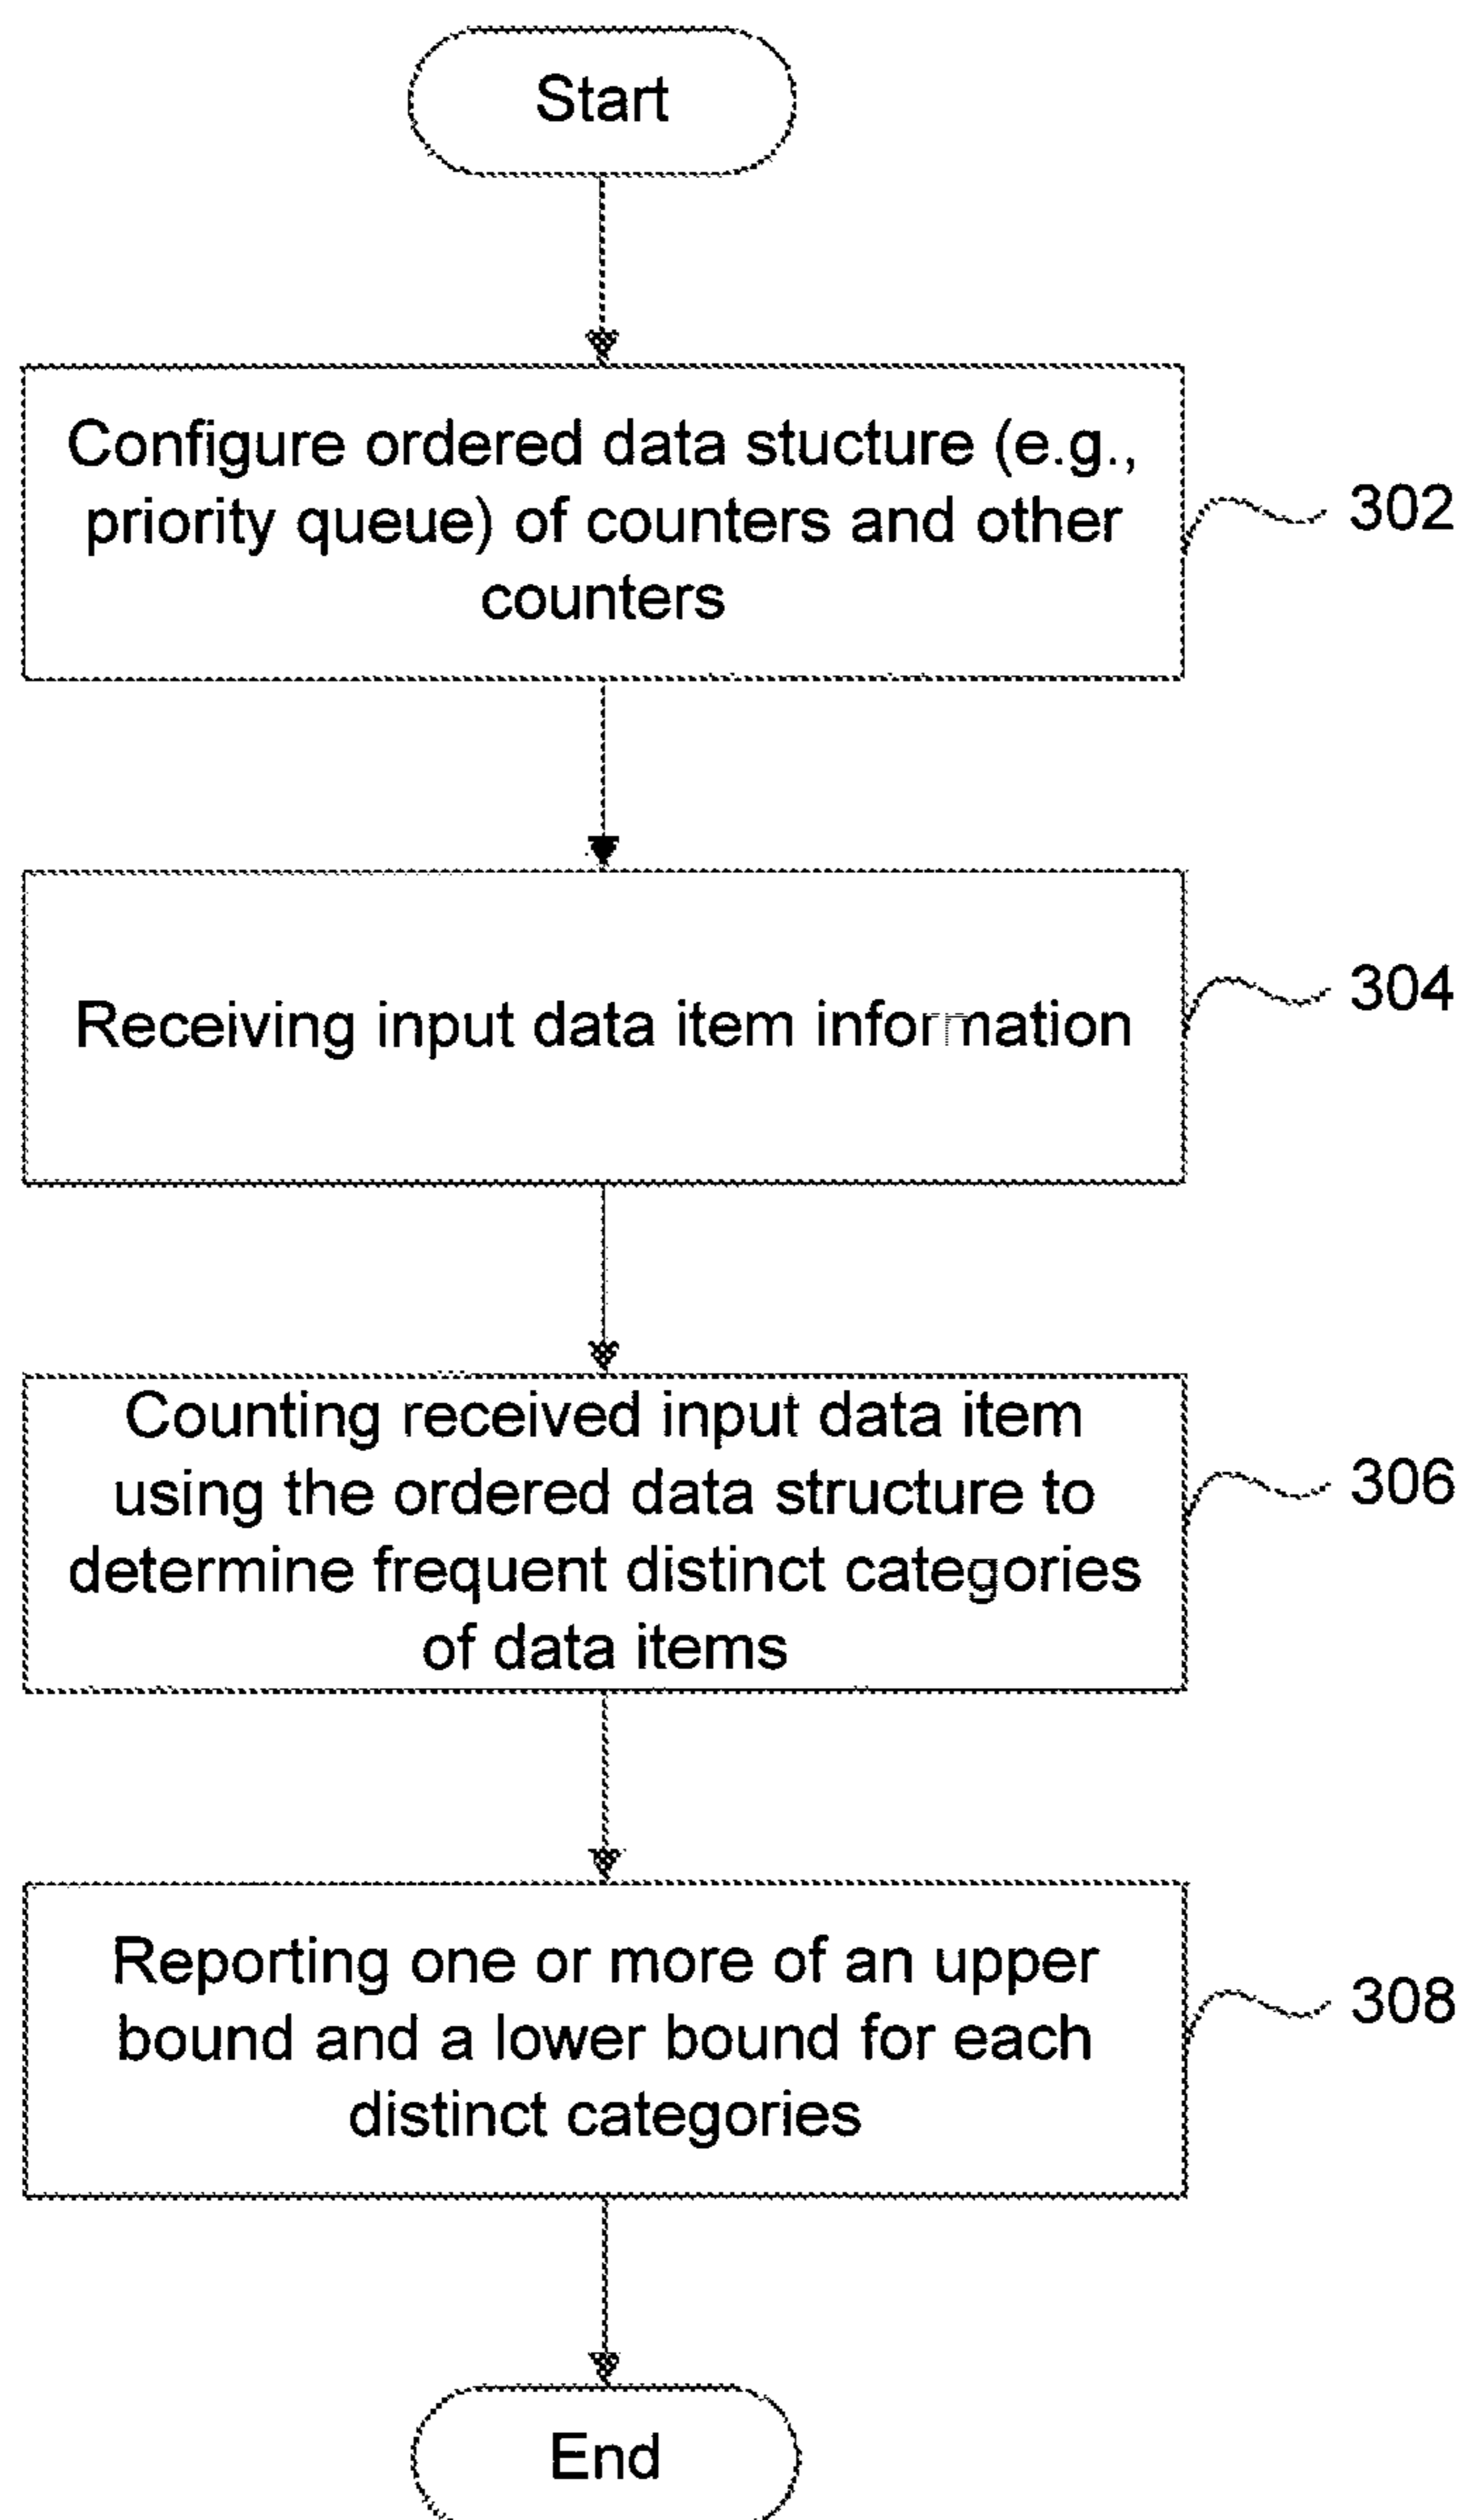 Start
Configure ordered data stucture (e.g.,
priority queue) of counters and other
counters
302
Receiving input data item information
304
Counting received input data item
using the ordered data structure to
determine frequent distinct categories
of data items
306
Reporting one or more of an upper
bound and a lower bound for each
distinct categories
308
End